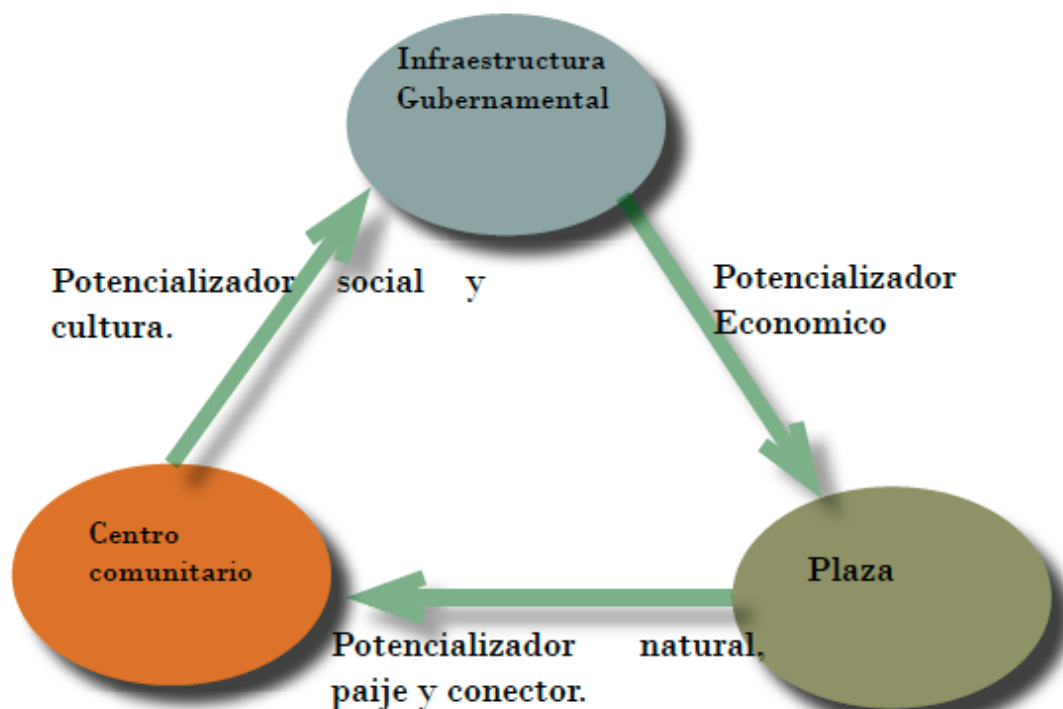 Infraestructura
Gubernamental
Potencializador social y
cultura.
Potencializador
Economico
Centro
comunitario
Plaza
Potencializador natural,
paije y conector.